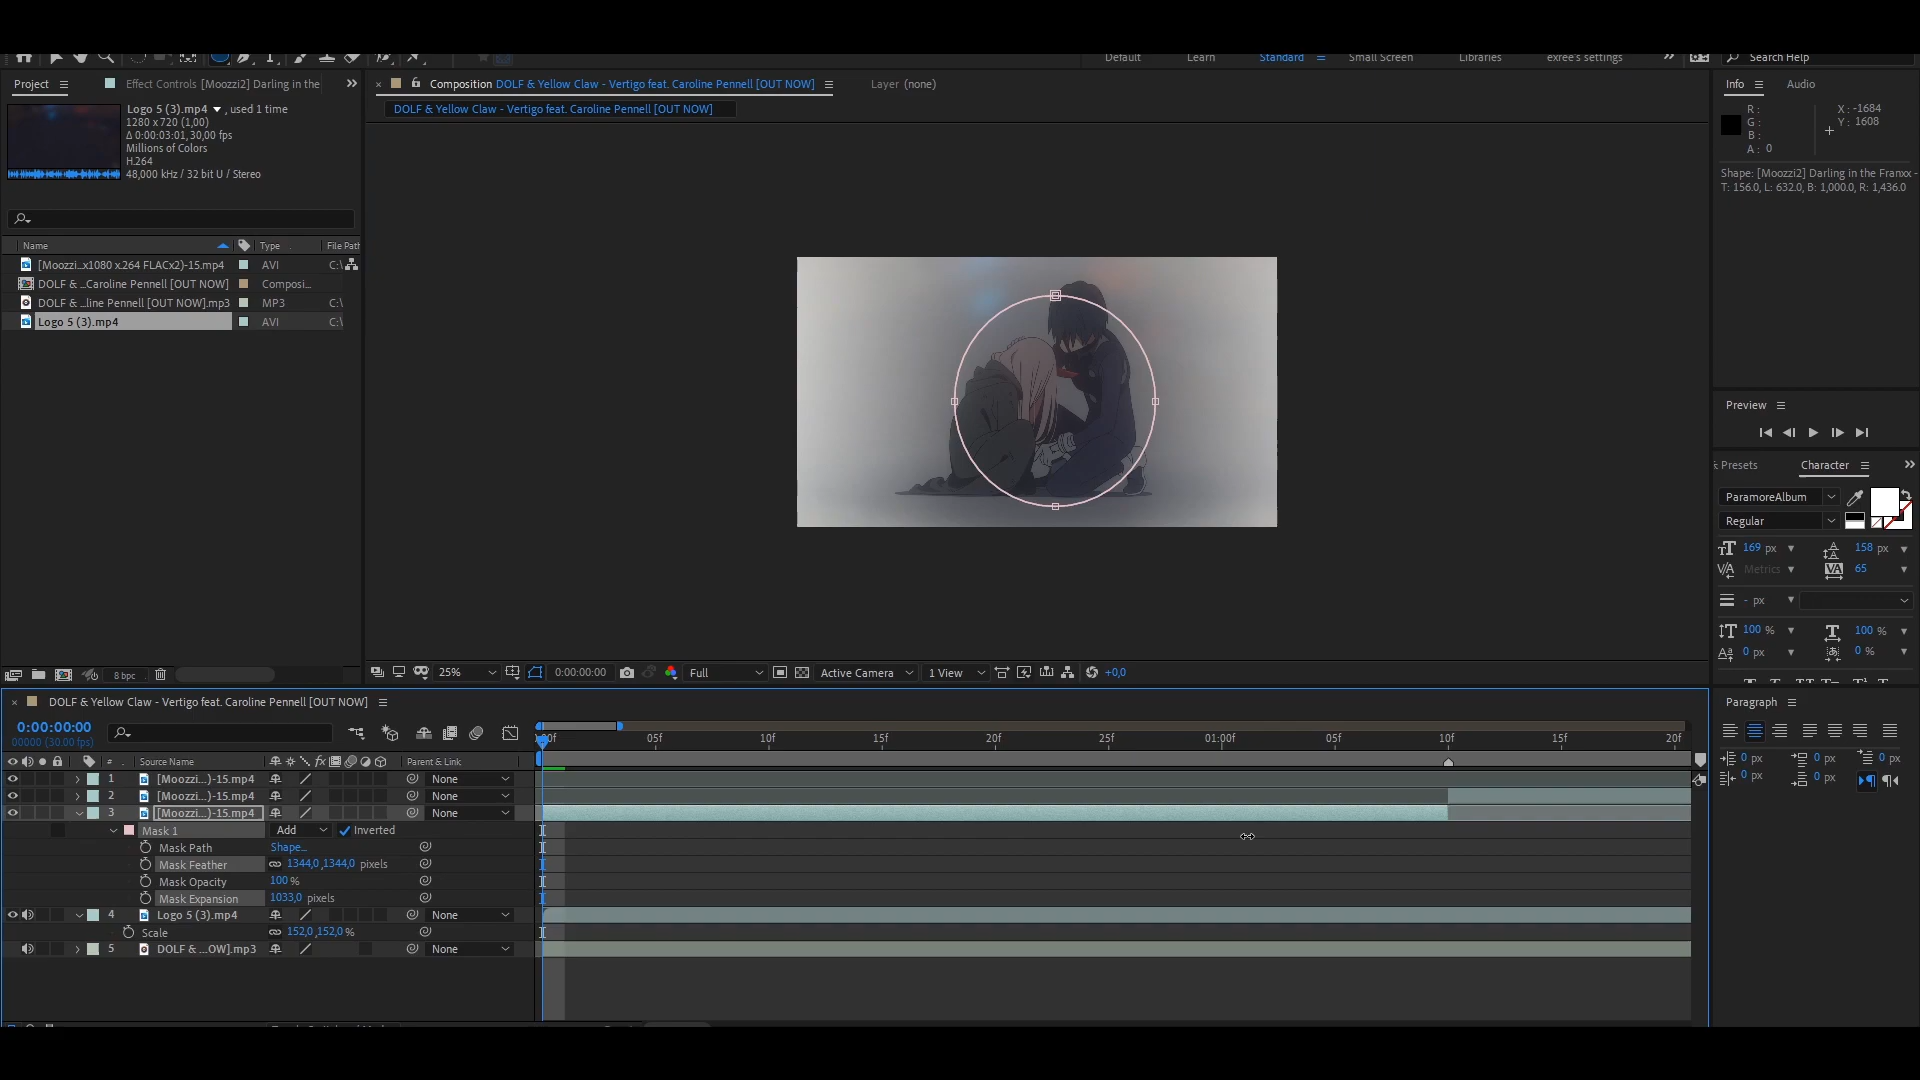 Default
Learn
Standard
Small Screen
Libraries
exree's settings
Search Help
Project
Effect Controls [Moozzi2] Darling in the
Composition DOLF & Yellow Claw - Vertigo feat. Caroline Pennell [OUT NOW]
Layer (none)
Info
Audio
Logo 5 (3).mp4 , used 1 time
1280 x 720 (1,00)
Δ 0:00:03:01, 30,00 fps
Millions of Colors
H.264
48,000 kHz / 32 bit U / Stereo
DOLF & Yellow Claw - Vertigo feat. Caroline Pennell [OUT NOW]
R :
G :
B :
A : 0
X : -1684
Y : 1608
Shape: [Moozzi2] Darling in the Franxx -
T: 156.0, L: 632.0, B: 1,000.0, R: 1,436.0
Name
Type
File Path
[Moozzi...x1080 x.264 FLACx2)-15.mp4 AVI C:\
DOLF & ...Caroline Pennell [OUT NOW] Composi...
DOLF & ...line Pennell [OUT NOW].mp3 MP3 C:\
Logo 5 (3).mp4 AVI C:\
Preview
Presets
Character
ParamoreAlbum
Regular
169 px
158 px
Metrics
65
- px
100 %
100 %
0 px
0 %
8 bpc
25%
0:00:00:00
Full
Active Camera
1 View
+0,0
DOLF & Yellow Claw - Vertigo feat. Caroline Pennell [OUT NOW]
Paragraph
0:00:00:00
00000 (30.00 fps)
:00f 05f 10f 15f 20f 25f 01:00f 05f 10f 15f 20f
# Source Name fx Parent & Link
1 [Moozzi...)-15.mp4 None
2 [Moozzi...)-15.mp4 None
3 [Moozzi...)-15.mp4 None
Mask 1 Add Inverted
Mask Path Shape...
Mask Feather 1344,0, 1344,0 pixels
Mask Opacity 100 %
Mask Expansion 1033,0 pixels
4 Logo 5 (3).mp4 None
Scale 152,0, 152,0 %
5 DOLF & ...OW].mp3 None
0 px 0 px 0 px
0 px 0 px